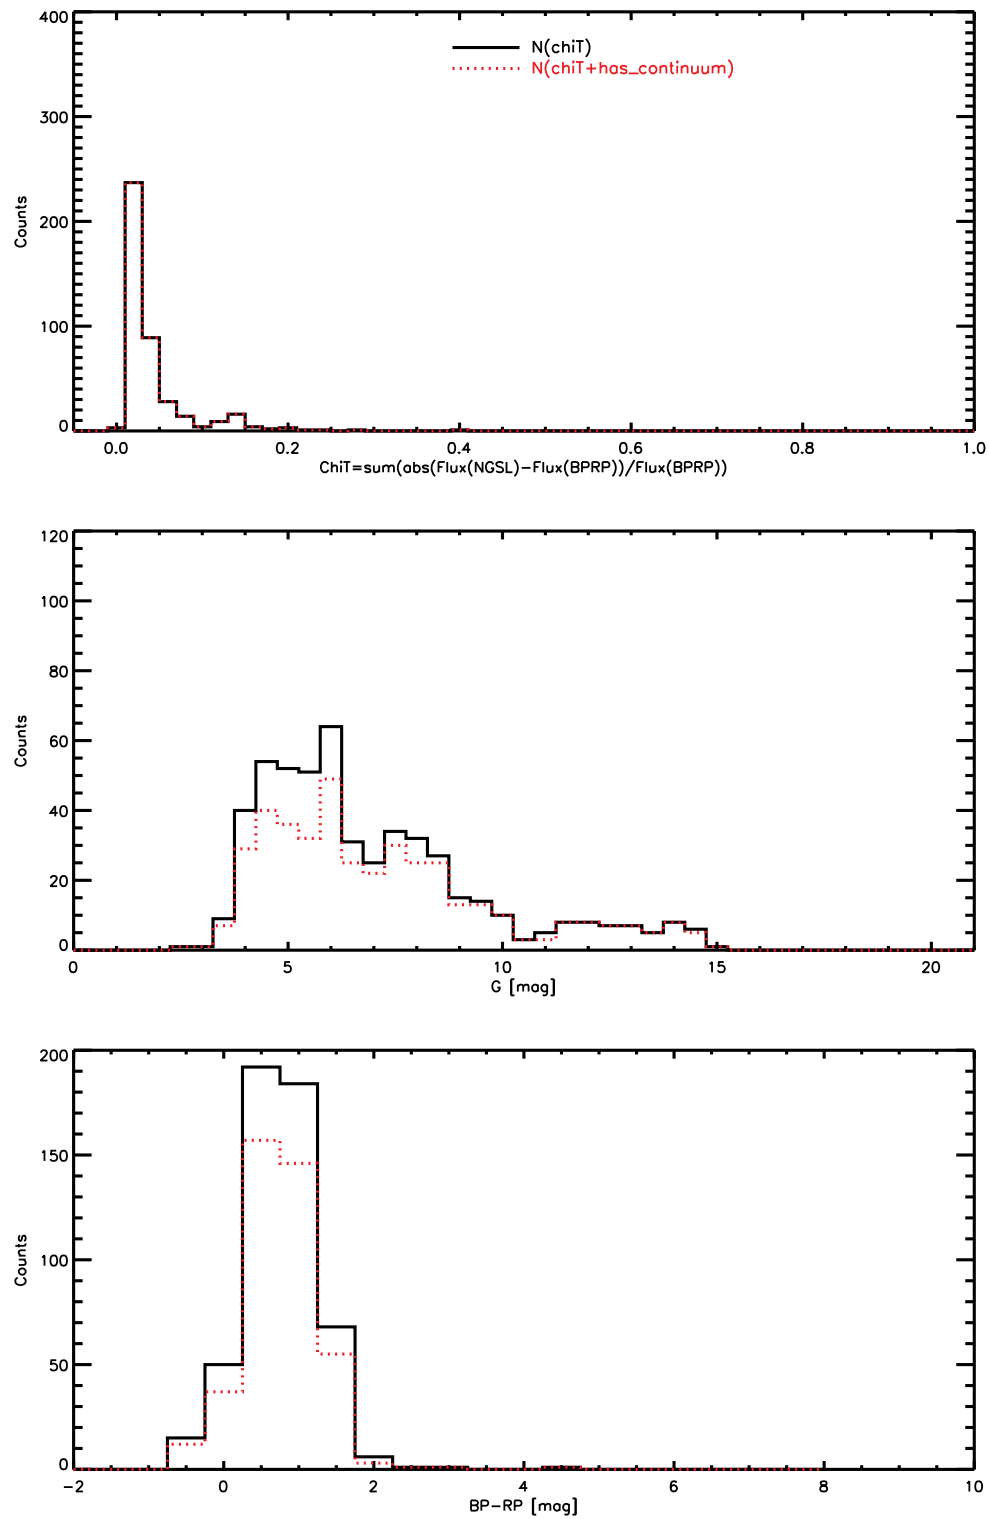 400
300
200
100
0
Counts
N(chiT)
N(chiT+has_continuum)
0.0 0.2 0.4 0.6 0.8 1.0
ChiT=sum(abs(Flux(NGSL)-Flux(BPRP))/Flux(BPRP))
120
100
80
60
40
20
0
Counts
0 5 10 15 20
G [mag]
200
150
100
50
0
Counts
-2 0 2 4 6 8 10
BP-RP [mag]